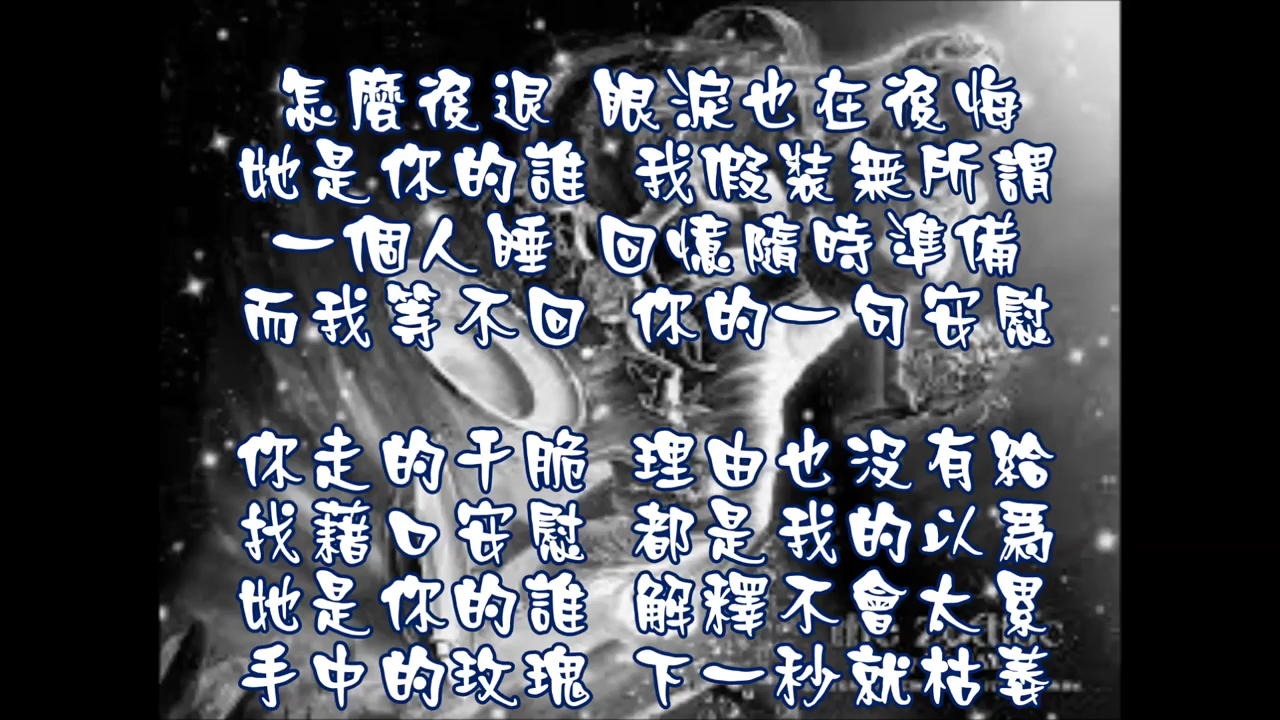 怎麼後退 眼淚也在後悔
她是你的誰 我假裝無所謂
一個人睡 回憶隨時準備
而我等不回 你的一句安慰
你走的干脆 理由也沒有給
找藉口安慰 都是我的以為
她是你的誰 解釋不會太累
手中的玫瑰 下一秒就枯萎